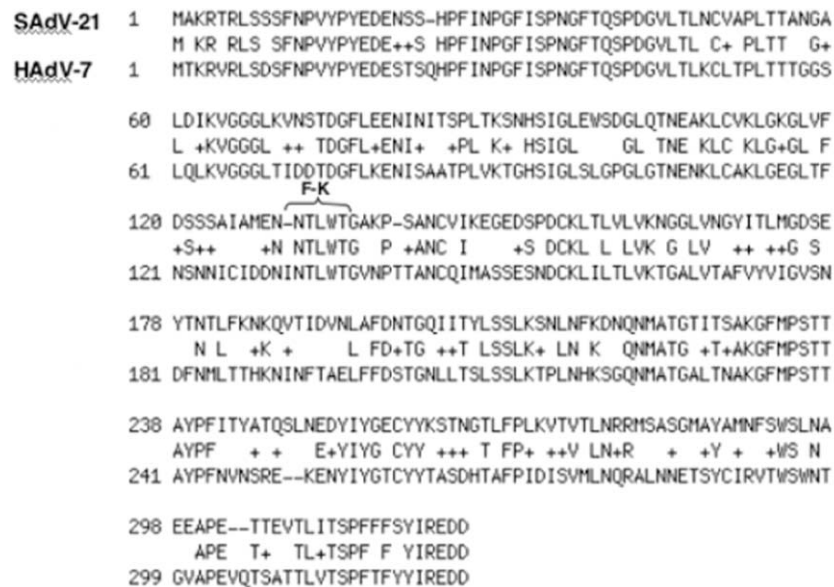 SAdV-21 1 MAKRTRLSSSFNPVYPYEDENSS-HPFINPGFISPNGFTQSPDGVLTLNCVAPLTTANGA
M KR RLS SFNPVYPYEDE++S HPFINPGFISPNGFTQSPDGVLTL C+ PLTT G+
HAdV-7 1 MTKRVRLSDSFNPVYPYEDESTSQHPFINPGFISPNGFTQSPDGVLTLKCLTPLTTTGGS
60 LDIKVGGGLKVNSTDGFLEENINITSPLTKSNHSIGLEWSDGLQTNEAKLCVKLGKGLVF
L +KVGGGL ++ TDGFL+ENI+ +PL K+ HSIGL GL TNE KLC KLG+GL F
61 LQLKVGGGLTIDDTDGFLKENISAATPLVKTGHSIGLSLGPGLGTNENKLCAKLGEGLTF
F-K
120 DSSSAIAMEN-NTLWTGAKP-SANCVIKEGEDSPDCKLTLVLVKNGGLVNGYITLMGDSE
+S++ +N NTLWTG P +ANC I +S DCKL L LVK G LV ++ ++G S
121 NSNNICIDDNINTLWTGVNPTTANCQIMASSESNDCKLILTLVKTGALVTAFVYVIGVSN
178 YTNTLFKNKQVTIDVNLAFDNTGQIITYLSSLKSNLNFKDNQNMATGTITSAKGFMPSTT
N L +K + L FD+TG ++T LSSLK+ LN K QNMATG +T+AKGFMPSTT
181 DFNMLTTHKNINFTAELFFDSTGNLLTSLSSLKTPLNHKSGQNMATGALTNAKGFMPSTT
238 AYPFITYATQSLNEDYIYGECYYKSTNGTLFPLKVTVTLNRRMSASGMAYAMNFSWSLNA
AYPF + + E+YIYG CYY +++ T FP+ ++V LN+R + +Y + +WS N
241 AYPFNVNSRE--KENYIYGTCYYTASDHTAFPIDISVMLNQRALNNETSYCIRVTWSWNT
298 EEAPE--TTEVTLITSPFFFSYIREDD
APE T+ TL+TSPF F YIREDD
299 GVAPEVQTSATTLVTSPFTFYYIREDD